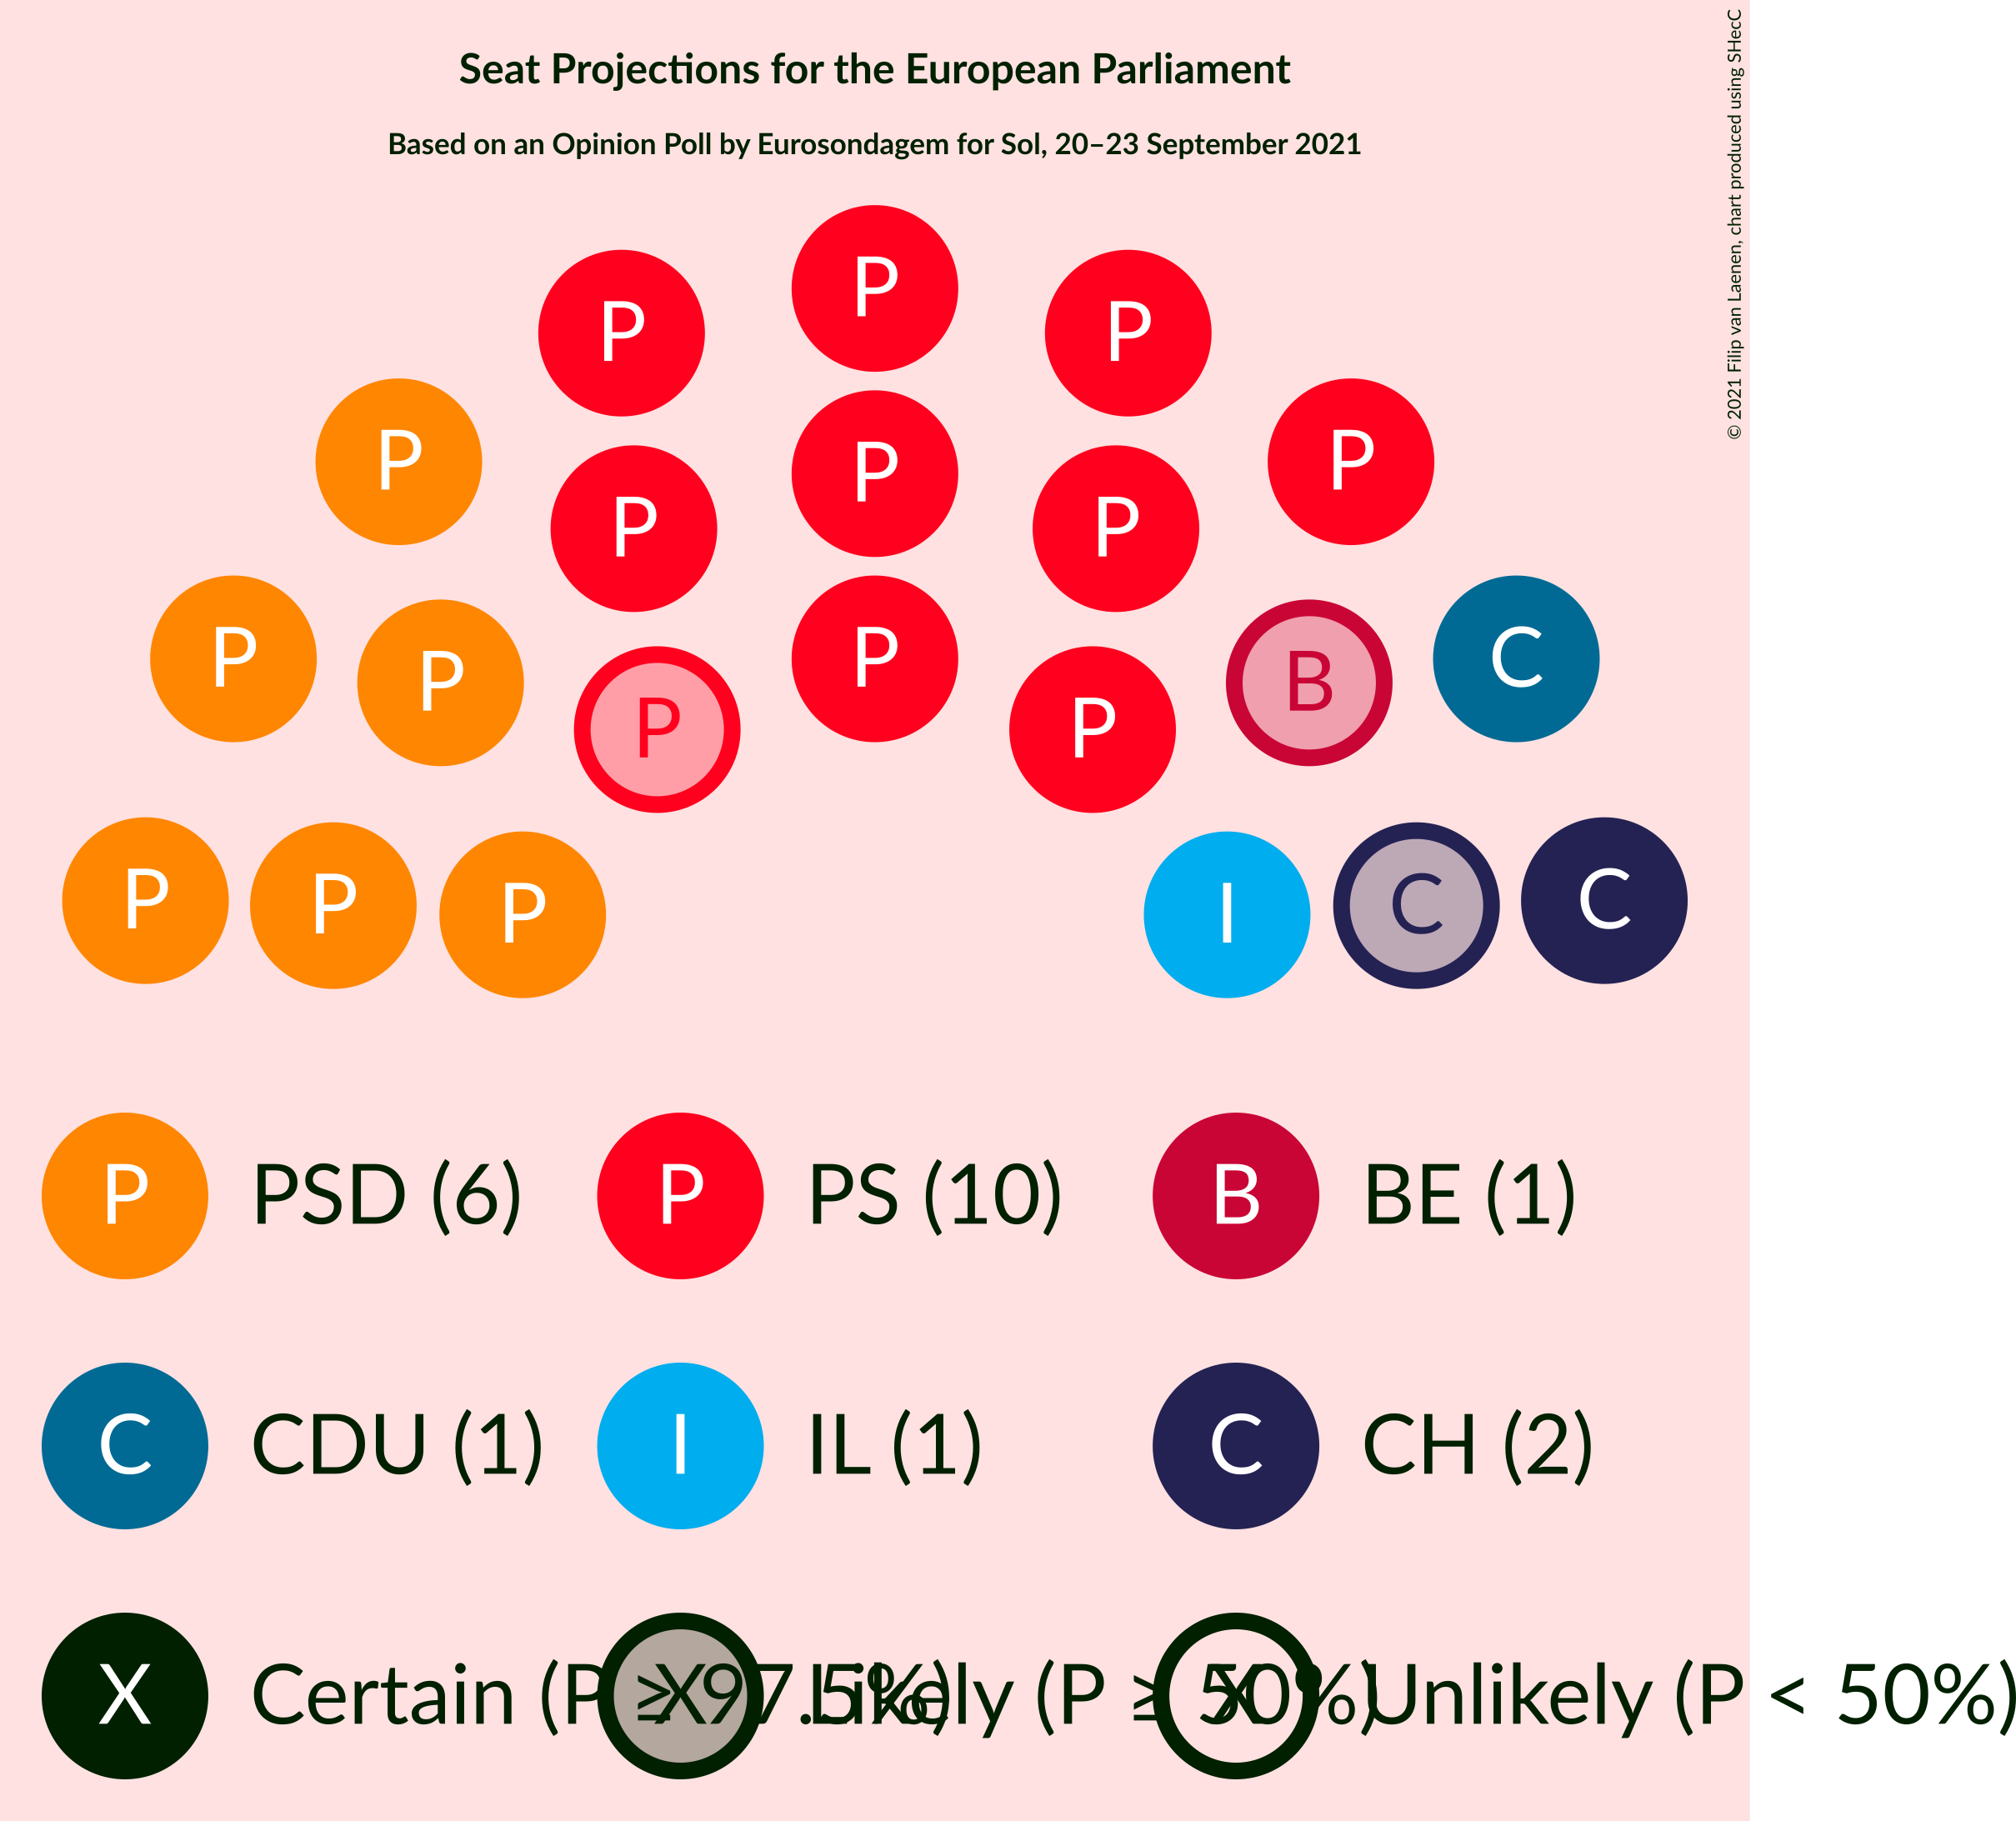 Seat Projections for the European Parliament
Based on an Opinion Poll by Eurosondagem for Sol, 20–23 September 2021
© 2021 Filip van Laenen, chart produced using SHecC
P
P P
P P
P
P P
P C
P P B
P
P P
P C
P C
P I
P PSD (6) P PS (10) B BE (1)
C CDU (1) I IL (1) C CH (2)
X Certain (P ≥ 97.5%) X Likely (P ≥ 50%) X Unlikely (P < 50%)